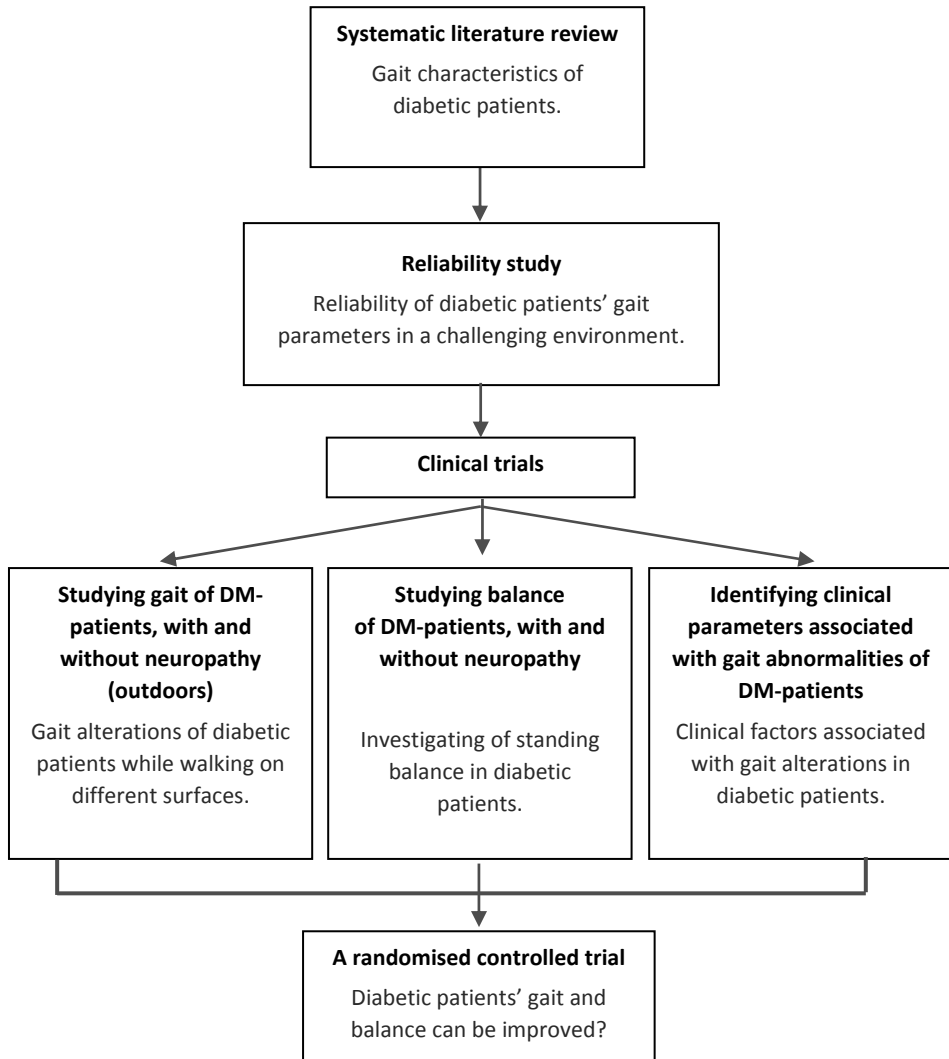 Systematic literature review
Gait characteristics of
diabetic patients.
Reliability study
Reliability of diabetic patients’ gait
parameters in a challenging environment.
Clinical trials
Studying gait of DM-
patients, with and
without neuropathy
(outdoors)
Gait alterations of diabetic
patients while walking on
different surfaces.
Studying balance
of DM-patients, with and
without neuropathy
Investigating of standing
balance in diabetic
patients.
Identifying clinical
parameters associated
with gait abnormalities of
DM-patients
Clinical factors associated
with gait alterations in
diabetic patients.
A randomised controlled trial
Diabetic patients’ gait and
balance can be improved?